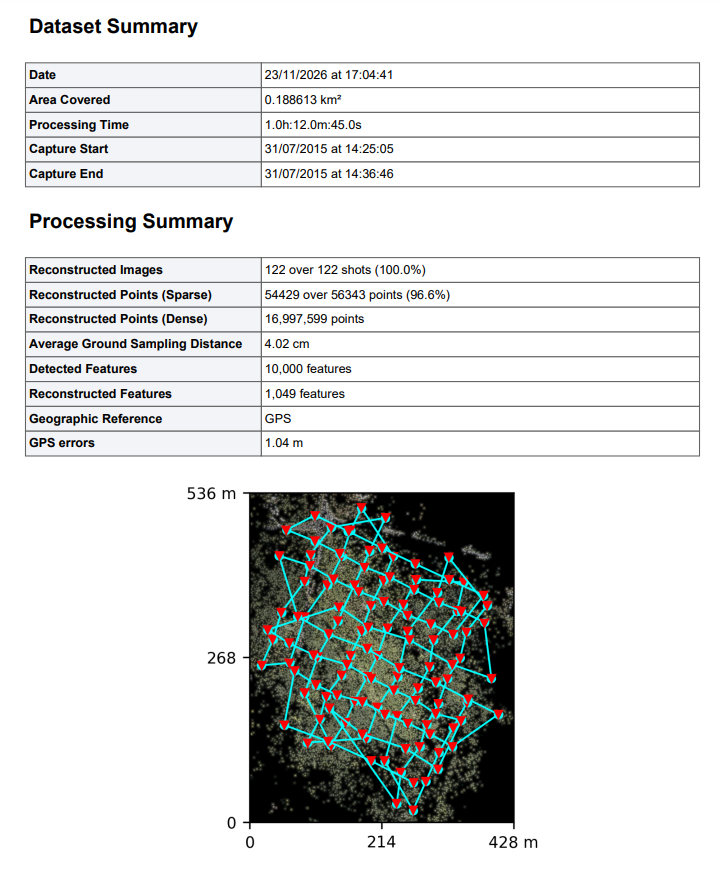 Dataset Summary
Date 23/11/2026 at 17:04:41
Area Covered 0.188613 km²
Processing Time 1.0h:12.0m:45.0s
Capture Start 31/07/2015 at 14:25:05
Capture End 31/07/2015 at 14:36:46
Processing Summary
Reconstructed Images 122 over 122 shots (100.0%)
Reconstructed Points (Sparse) 54429 over 56343 points (96.6%)
Reconstructed Points (Dense) 16,997,599 points
Average Ground Sampling Distance 4.02 cm
Detected Features 10,000 features
Reconstructed Features 1,049 features
Geographic Reference GPS
GPS errors 1.04 m
536 m
268
0
0 214 428 m